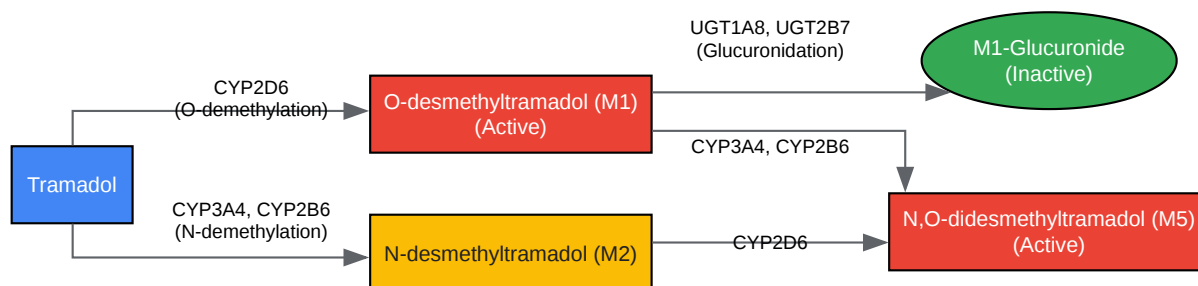 UGT1A8, UGT2B7
(Glucuronidation)
M1-Glucuronide
(Inactive)
CYP2D6
(O-demethylation)
O-desmethyltramadol (M1)
(Active)
CYP3A4, CYP2B6
Tramadol
CYP3A4, CYP2B6
(N-demethylation)
N-desmethyltramadol (M2)
CYP2D6
N,O-didesmethyltramadol (M5)
(Active)